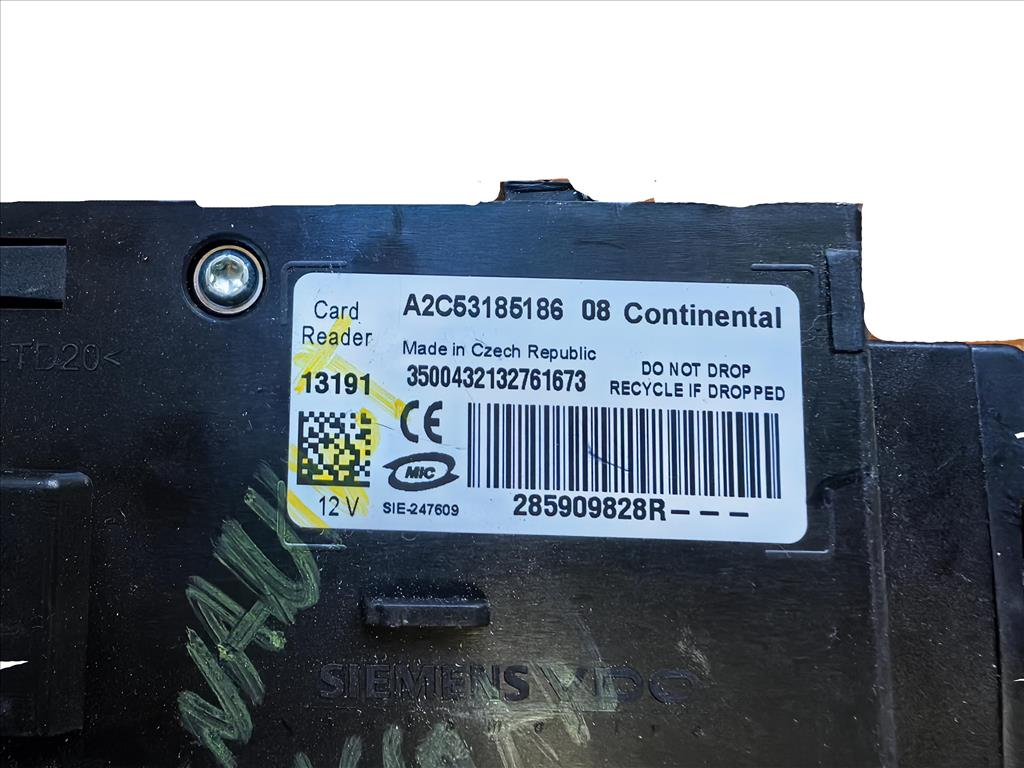 Card
Reader
13191
12 V
A2C53185186 08 Continental
Made in Czech Republic
3500432132761673
DO NOT DROP
RECYCLE IF DROPPED
CE
MIC
SIE-247609
285909828R---
-TD20<
SIEMENS VDO